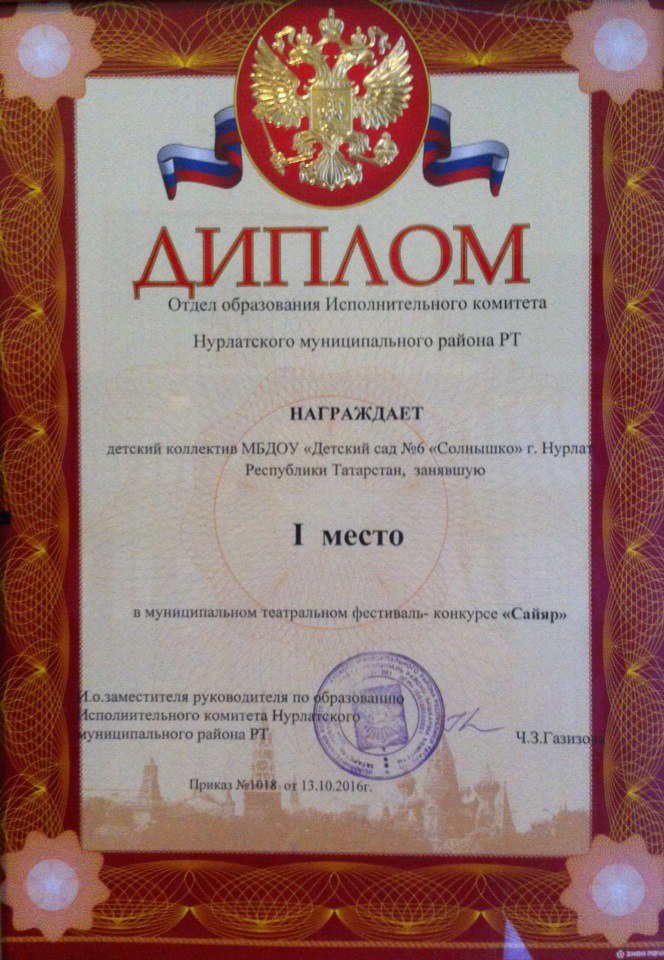 ДИПЛОМ
Отдел образования Исполнительного комитета
Нурлатского муниципального района РТ
НАГРАЖДАЕТ
детский коллектив МБДОУ «Детский сад №6 «Солнышко» г. Нурлат
Республики Татарстан, занявшую
I место
в муниципальном театральном фестиваль- конкурсе «Сайяр»
И.о.заместителя руководителя по образованию
Исполнительного комитета Нурлатского
муниципального района РТ
Ч.З.Газизова
Приказ №1018 от 13.10.2016г.